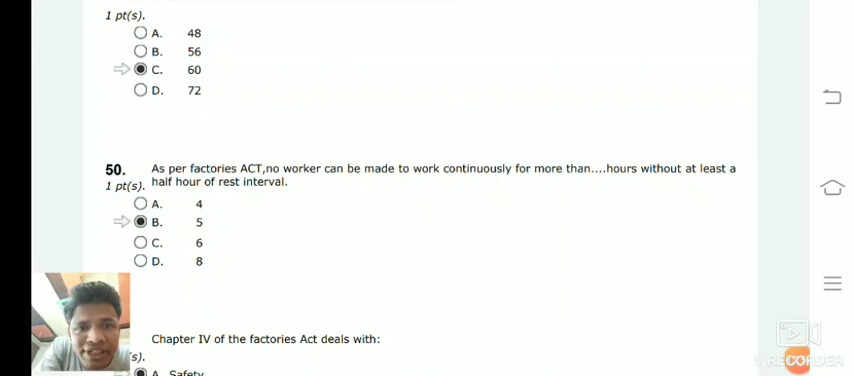 1 pt(s).
A. 48
B. 56
C. 60
D. 72
50. As per factories ACT,no worker can be made to work continuously for more than....hours without at least a
1 pt(s). half hour of rest interval.
A. 4
B. 5
C. 6
D. 8
Chapter IV of the factories Act deals with:
's).
A. Safety
V RECORDER